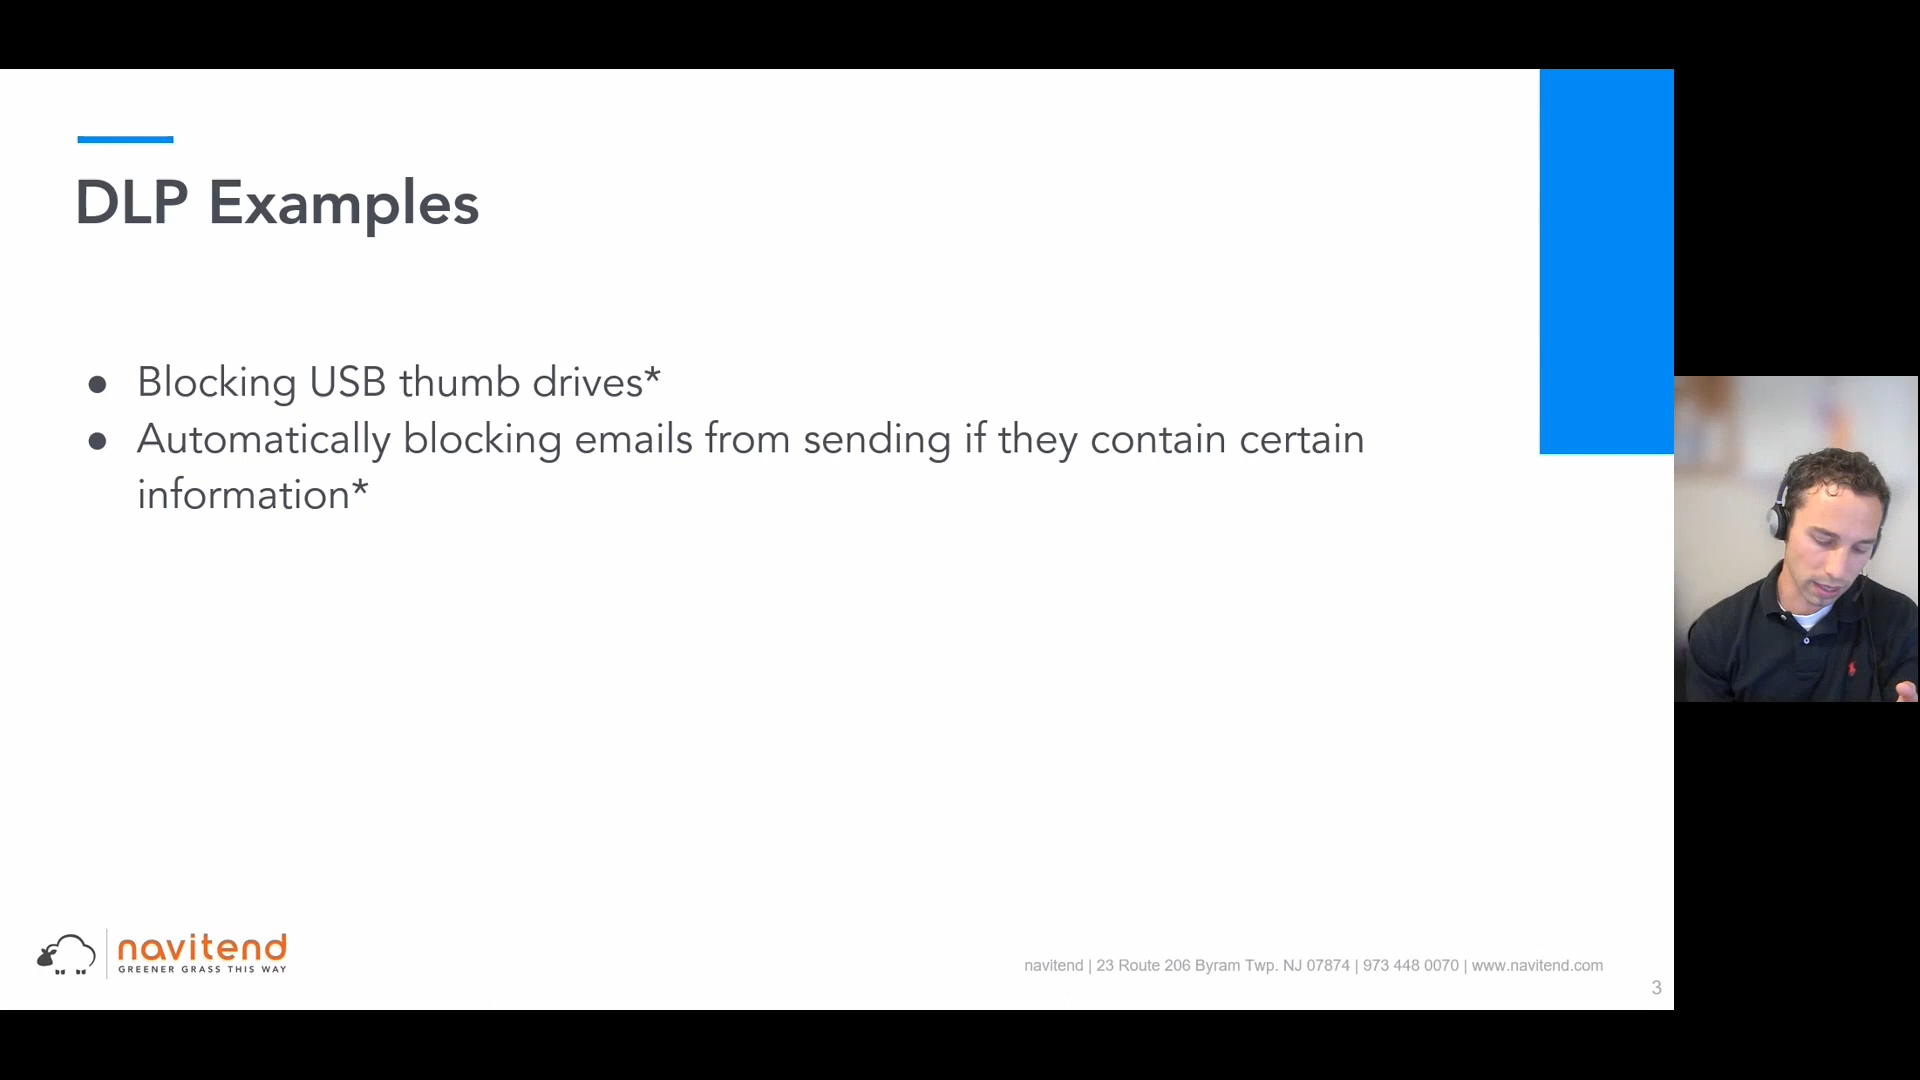 DLP Examples
● Blocking USB thumb drives*
● Automatically blocking emails from sending if they contain certain
information*
navitend
GREENER GRASS THIS WAY
navitend | 23 Route 206 Byram Twp. NJ 07874 | 973 448 0070 | www.navitend.com
3